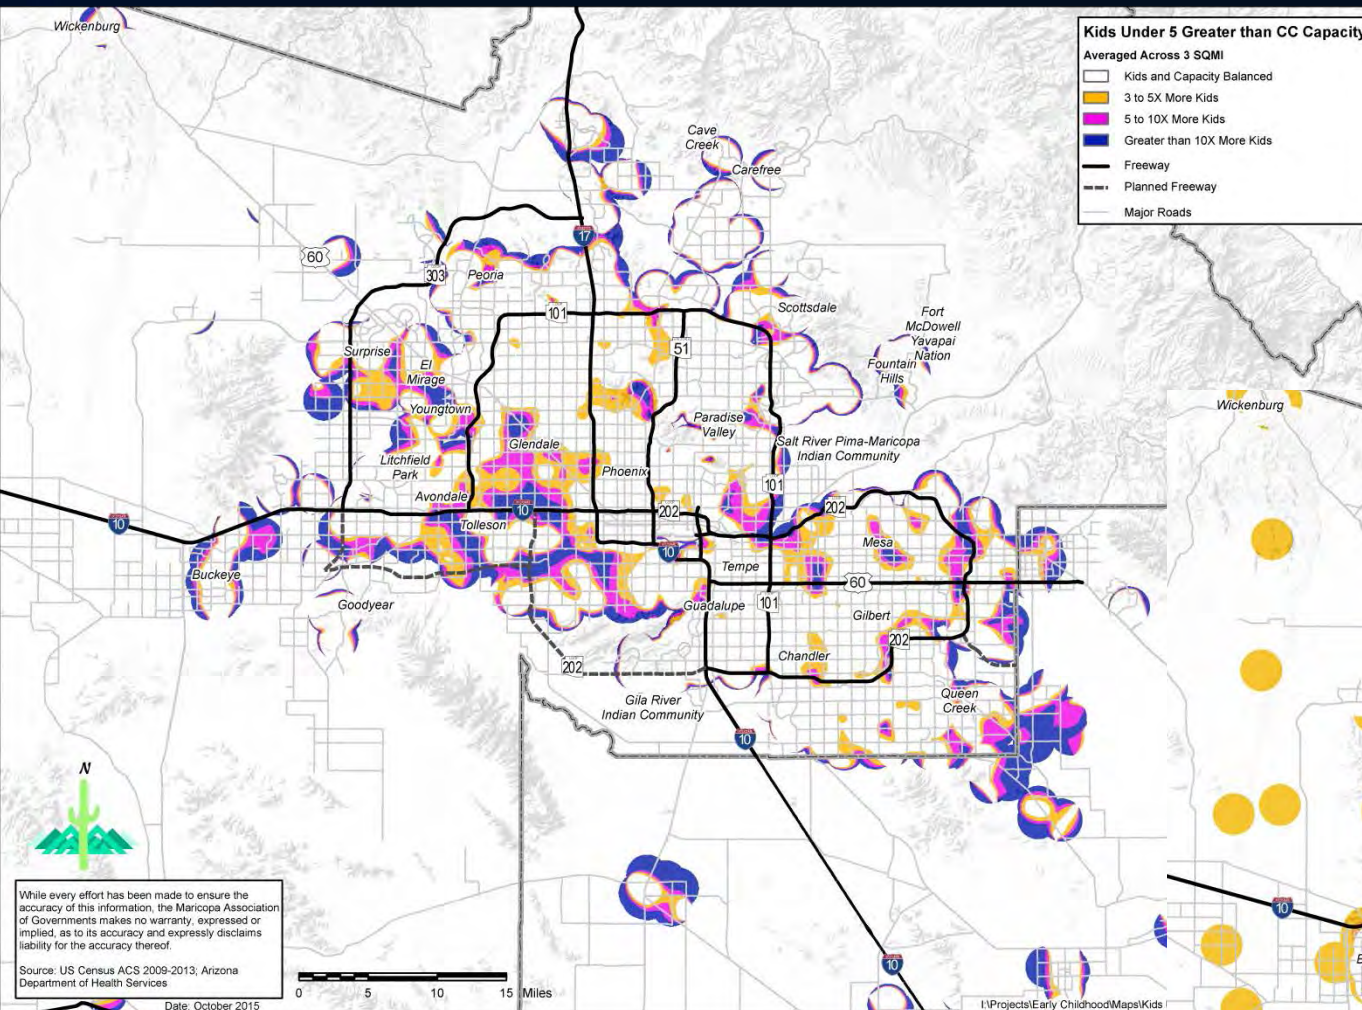 Wickenburg
Kids Under 5 Greater than CC Capacity
Averaged Across 3 SQMI
Kids and Capacity Balanced
3 to 5X More Kids
5 to 10X More Kids
Greater than 10X More Kids
Freeway
Planned Freeway
Major Roads
Cave
Creek
Carefree
17
60
303
Peoria
101
Scottsdale
Fort
McDowell
Yavapai
Nation
51
Surprise
El
Mirage
Fountain
Hills
Youngtown
Paradise
Valley
Wickenburg
Glendale
Salt River Pima-Maricopa
Indian Community
Litchfield
Park
Phoenix
101
Avondale
10
202
202
10
Tolleson
Mesa
10
Tempe
Buckeye
60
Goodyear
Guadalupe
101
Gilbert
202
Chandler
202
Gila River
Indian Community
Queen
Creek
10
N
While every effort has been made to ensure the
accuracy of this information, the Maricopa Association
of Governments makes no warranty, expressed or
implied, as to its accuracy and expressly disclaims
liability for the accuracy thereof.
Source: US Census ACS 2009-2013; Arizona
Department of Health Services
Date: October 2015
0 5 10 15 Miles
10
10
I:\Projects\Early Childhood\Maps\Kids